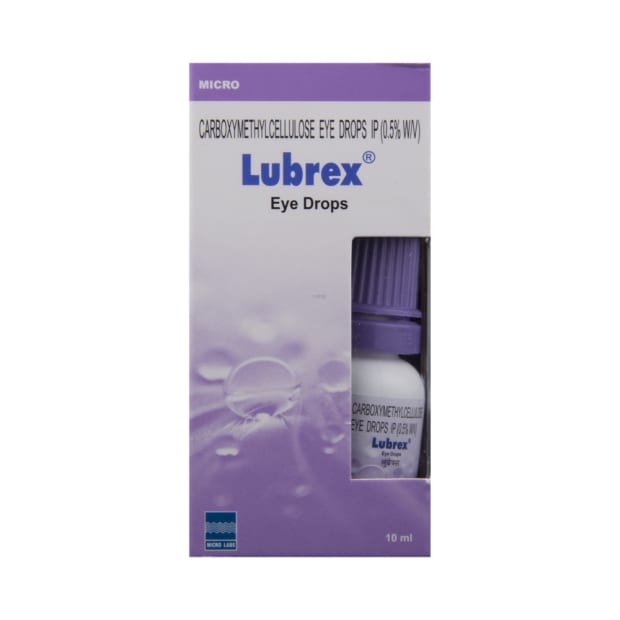 MICRO
CARBOXYMETHYLCELLULOSE EYE DROPS IP (0.5% W/V)
Lubrex®
Eye Drops
CARBOXYMETHYLCELLULOSE
EYE DROPS IP (0.5% W/V)
Lubrex®
Eye Drops
लुब्रेक्स
MICRO LABS
10 ml